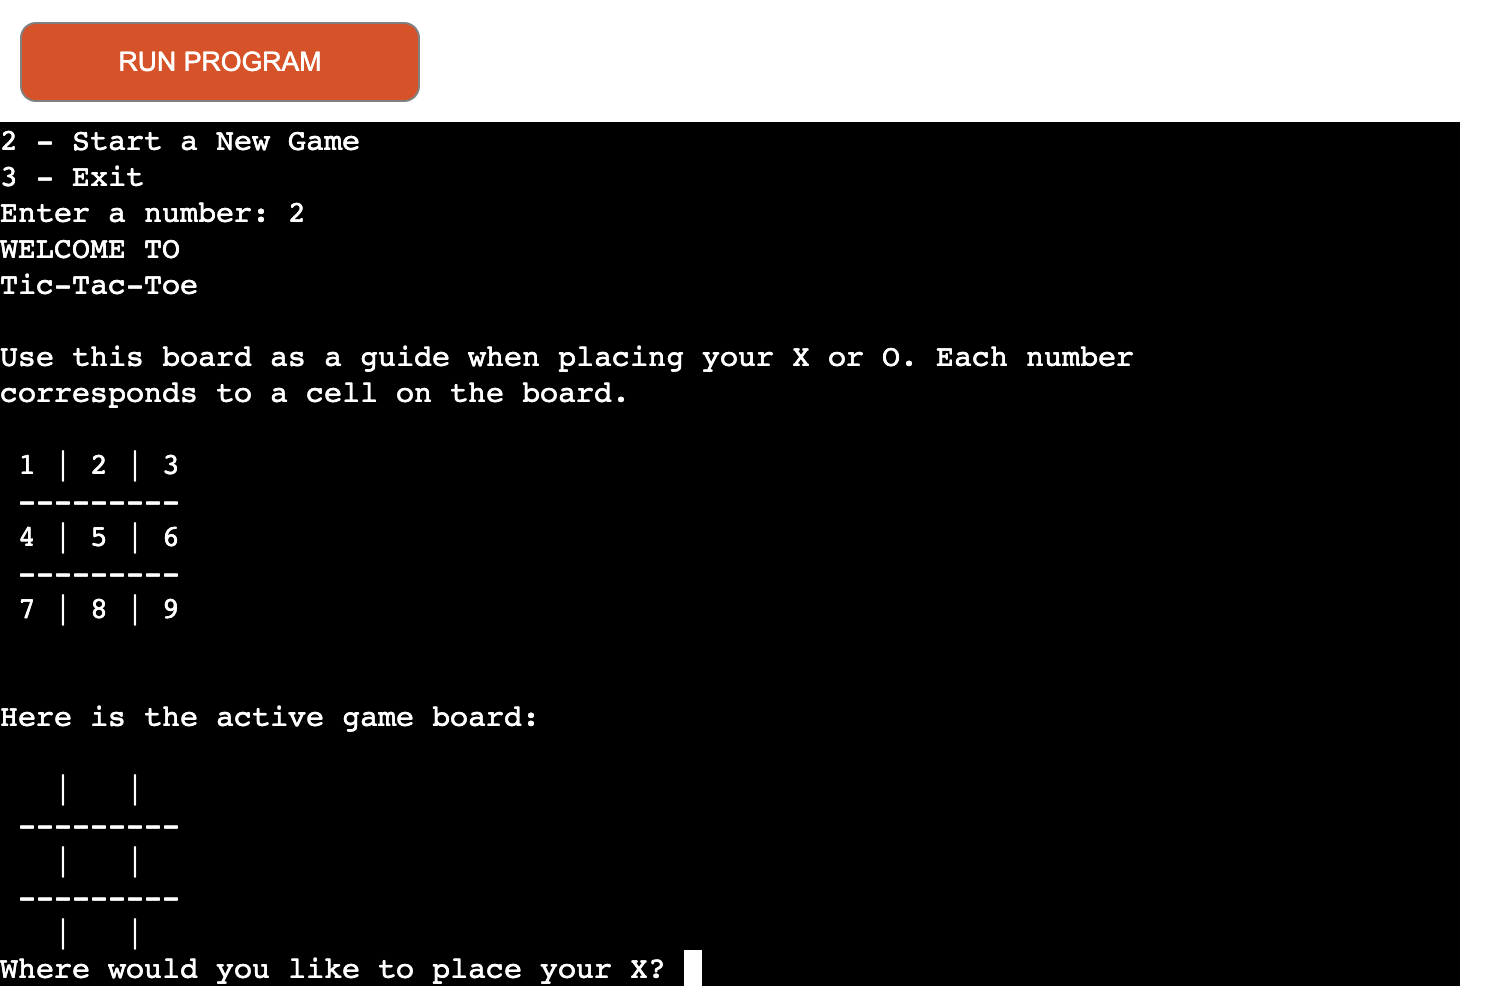 RUN PROGRAM
2 - Start a New Game
3 - Exit
Enter a number: 2
WELCOME TO
Tic-Tac-Toe
Use this board as a guide when placing your X or O. Each number
corresponds to a cell on the board.
1 | 2 | 3
---------
4 | 5 | 6
---------
7 | 8 | 9
Here is the active game board:
  |   |
---------
  |   |
---------
  |   |
Where would you like to place your X?